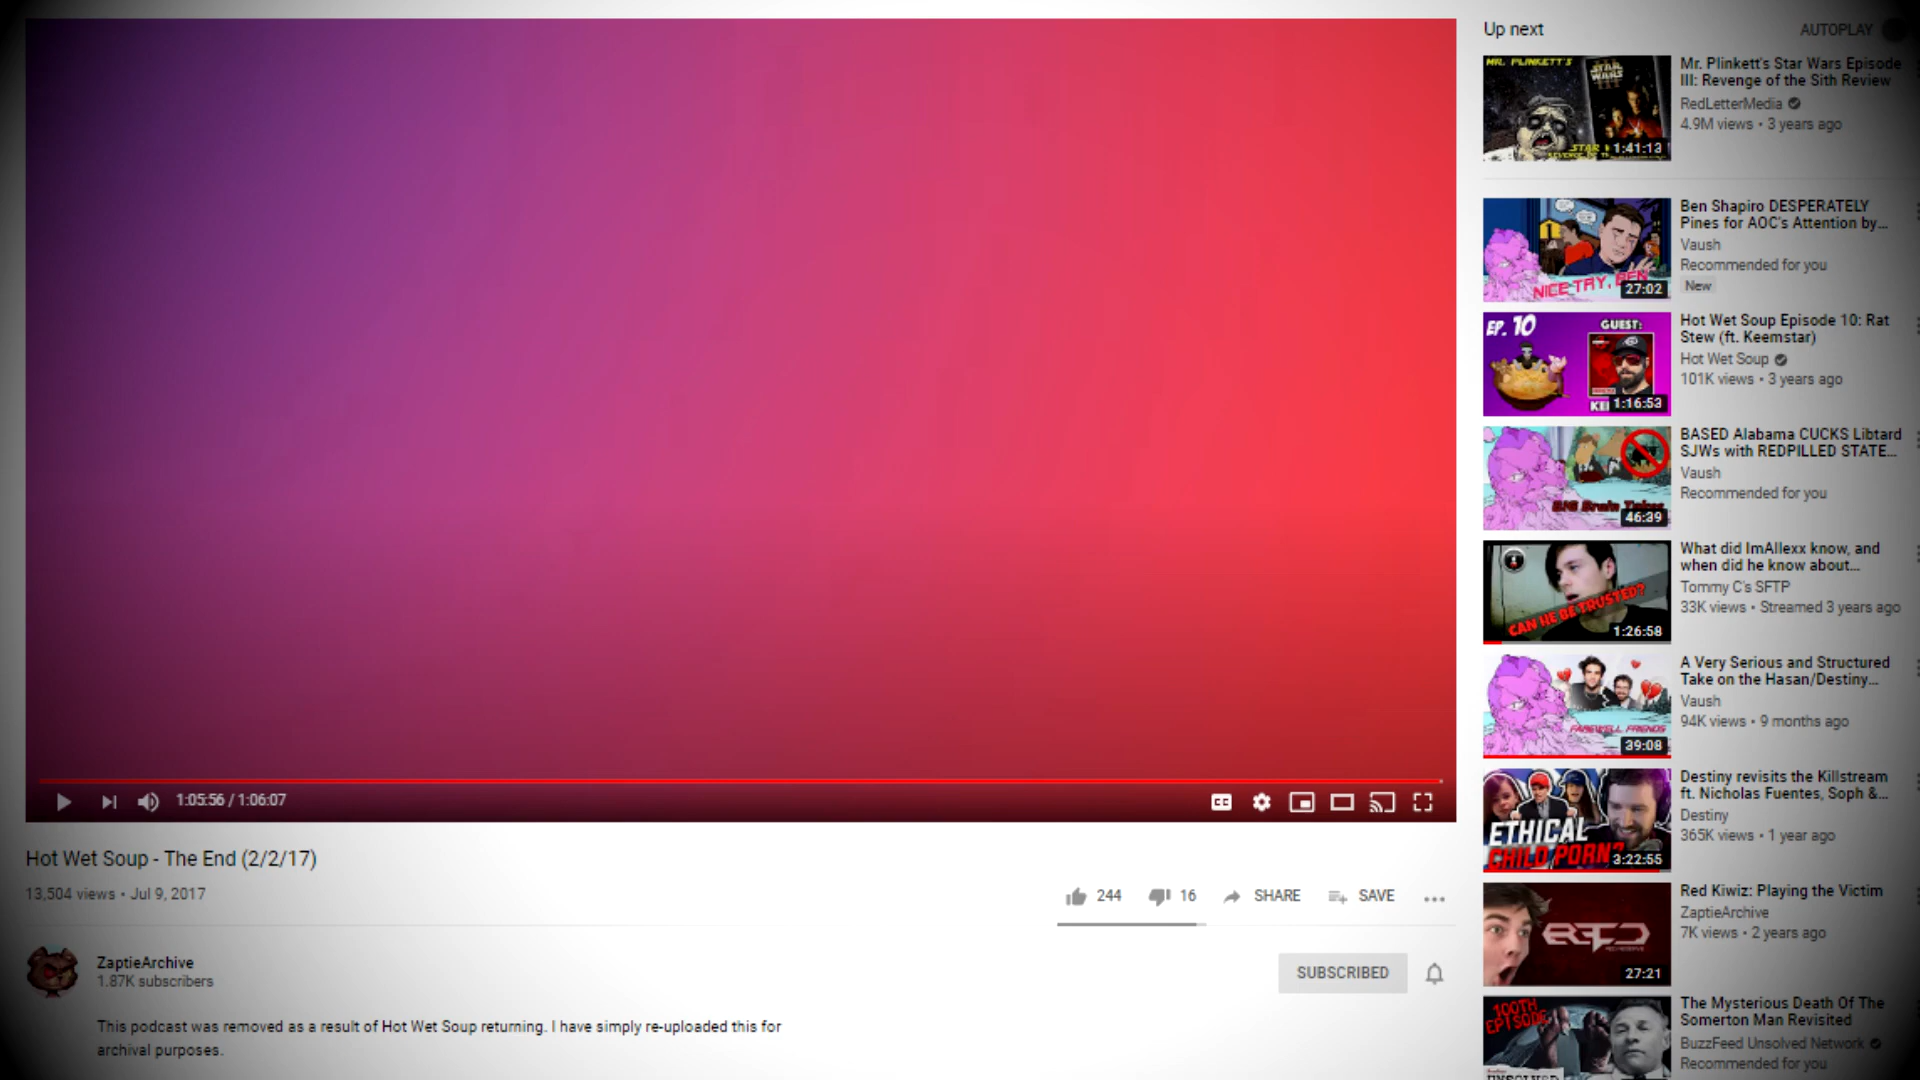 Up next
AUTOPLAY
MR. PLINKETT'S
STAR WARS
III
STAR
1:41:13
Mr. Plinkett's Star Wars Episode
III: Revenge of the Sith Review
RedLetterMedia
4.9M views • 3 years ago
NICE TRY, BEN
27:02
Ben Shapiro DESPERATELY
Pines for AOC's Attention by...
Vaush
Recommended for you
New
EP. 10
GUEST:
1:16:53
Hot Wet Soup Episode 10: Rat
Stew (ft. Keemstar)
Hot Wet Soup
101K views • 3 years ago
46:39
BASED Alabama CUCKS Libtard
SJWs with REDPILLED STATE...
Vaush
Recommended for you
CAN HE BE TRUSTED?
1:26:58
What did ImAllexx know, and
when did he know about...
Tommy C's SFTP
33K views • Streamed 3 years ago
FAREWELL FRIENDS
39:08
A Very Serious and Structured
Take on the Hasan/Destiny...
Vaush
94K views • 9 months ago
ETHICAL
CHILD PORN?
3:22:55
Destiny revisits the Killstream
ft. Nicholas Fuentes, Soph &...
Destiny
365K views • 1 year ago
27:21
Red Kiwiz: Playing the Victim
ZaptieArchive
7K views • 2 years ago
100TH
EPISODE
The Mysterious Death Of The
Somerton Man Revisited
BuzzFeed Unsolved Network
Recommended for you
1:05:56 / 1:06:07
CC
Hot Wet Soup - The End (2/2/17)
13,504 views • Jul 9, 2017
244
16
SHARE
SAVE
ZaptieArchive
1.87K subscribers
SUBSCRIBED
This podcast was removed as a result of Hot Wet Soup returning. I have simply re-uploaded this for
archival purposes.